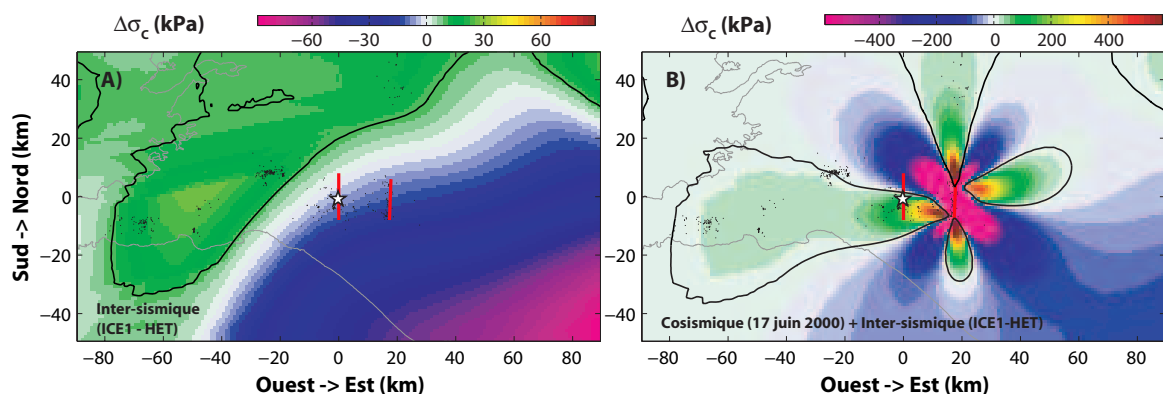 Δσc (kPa)
−60 −30 0 30 60
Δσc (kPa)
−400 −200 0 200 400
A)
B)
40
20
0
−20
−40
40
20
0
−20
−40
Sud -> Nord (km)
Inter-sismique
(ICE1 - HET)
Cosismique (17 juin 2000) + Inter-sismique (ICE1-HET)
−80 −60 −40 −20 0 20 40 60 80
−80 −60 −40 −20 0 20 40 60 80
Ouest -> Est (km)
Ouest -> Est (km)